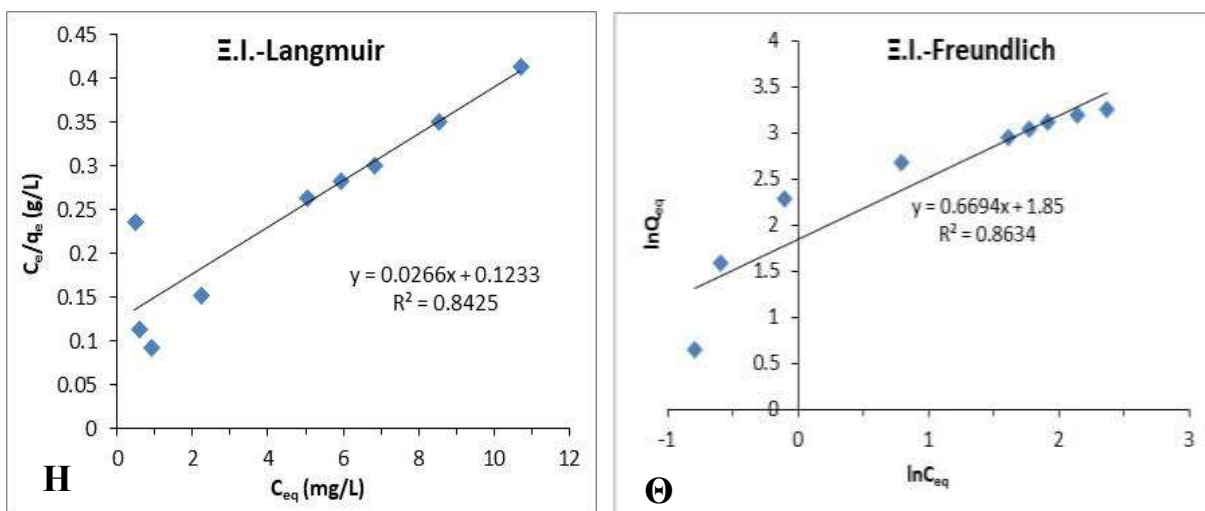 Ξ.Ι.-Langmuir
0.45
0.4
0.35
0.3
0.25
0.2
0.15
0.1
0.05
0
Ce/qe (g/L)
y = 0.0266x + 0.1233
R² = 0.8425
0 2 4 6 8 10 12
Ceq (mg/L)
Η
Ξ.Ι.-Freundlich
4
3.5
3
2.5
2
1.5
1
0.5
0
lnQeq
y = 0.6694x + 1.85
R² = 0.8634
-1 0 1 2 3
lnCeq
Θ